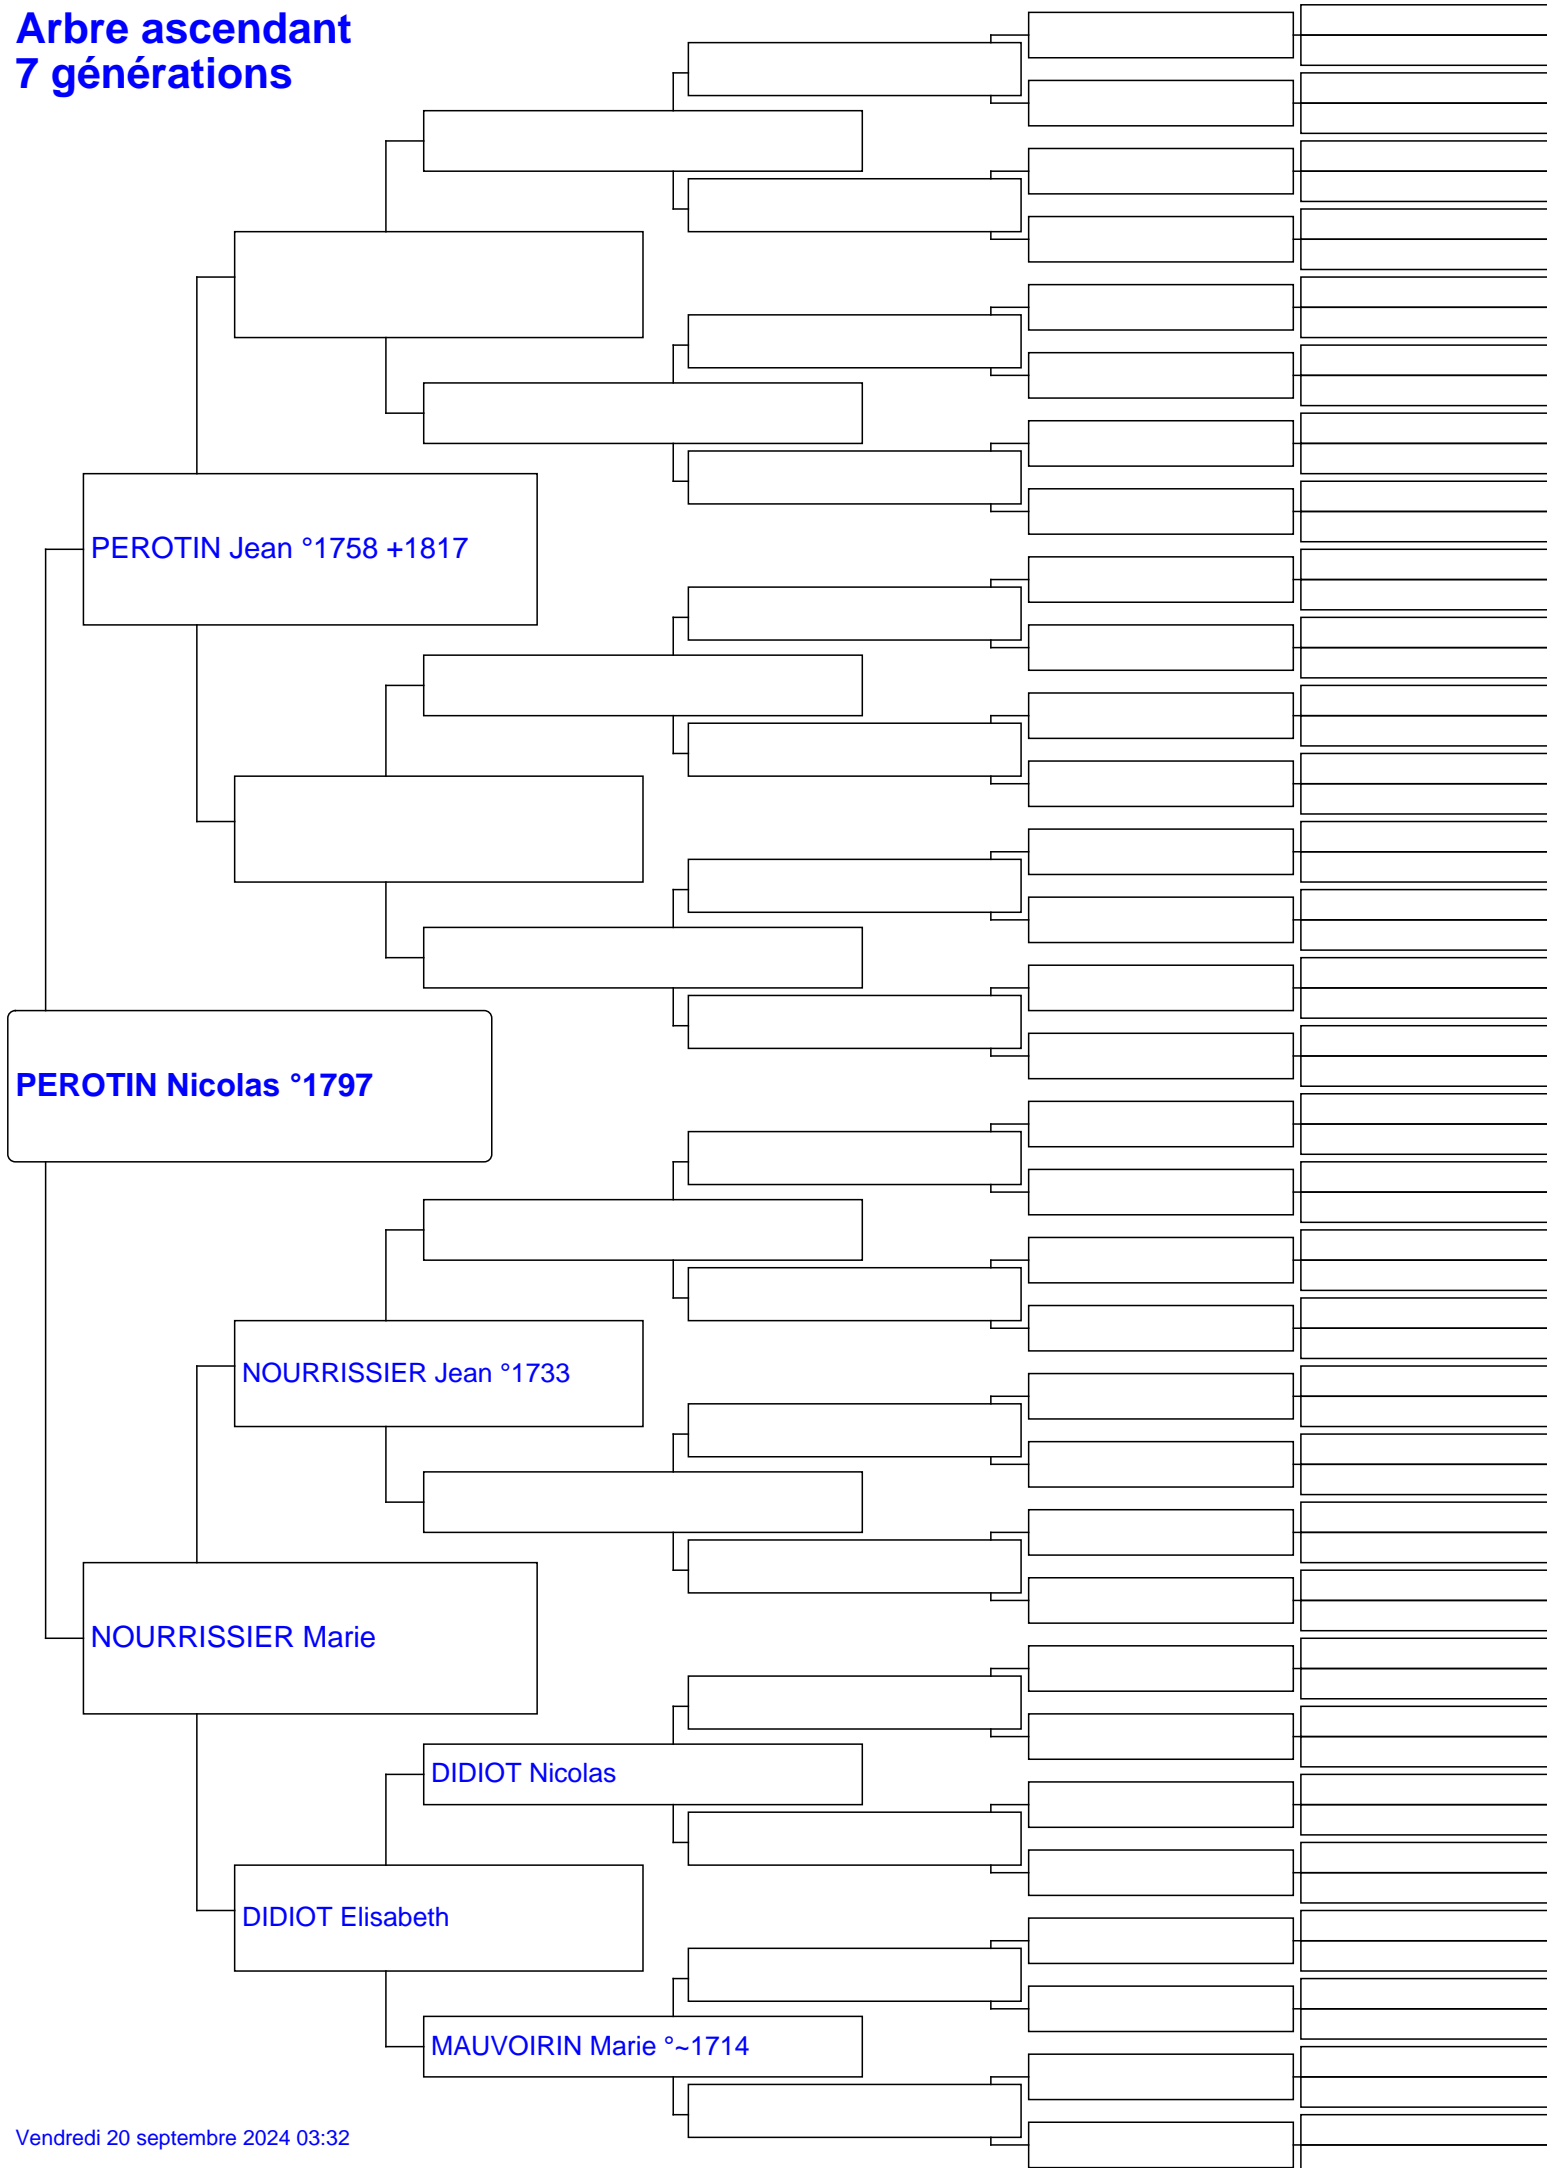 Arbre ascendant
7 générations
PEROTIN Jean °1758 +1817
PEROTIN Nicolas °1797
NOURRISSIER Jean °1733
NOURRISSIER Marie
DIDIOT Nicolas
DIDIOT Elisabeth
MAUVOIRIN Marie °~1714
Vendredi 20 septembre 2024 03:32